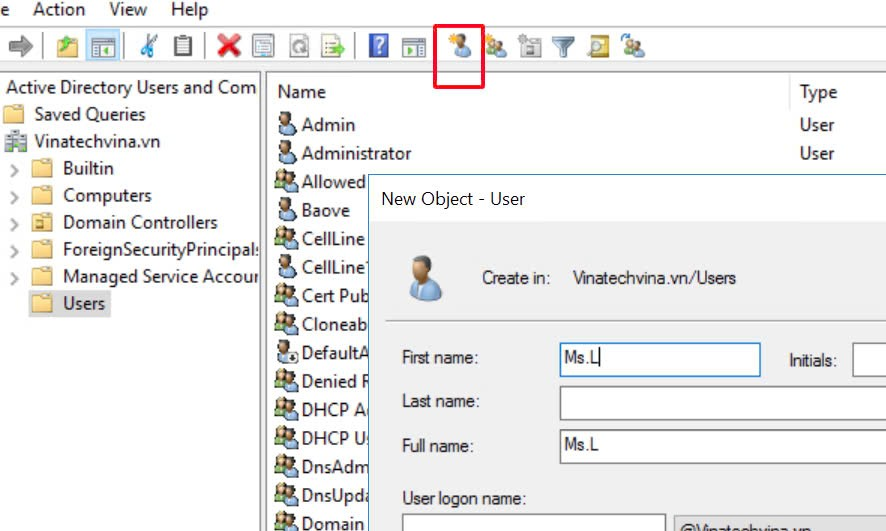 Action View Help
Active Directory Users and Com
Saved Queries
Vinatechvina.vn
Builtin
Computers
Domain Controllers
ForeignSecurityPrincipals
Managed Service Accour
Users
Name Type
Admin User
Administrator User
Allowed
Baove
CellLine
CellLine
Cert Pub
Cloneab
DefaultA
Denied R
DHCP A
DHCP Us
DnsAdm
DnsUpda
Domain
New Object - User
Create in: Vinatechvina.vn/Users
First name: Ms.L Initials:
Last name:
Full name: Ms.L
User logon name:
@Vinatechvina.vn